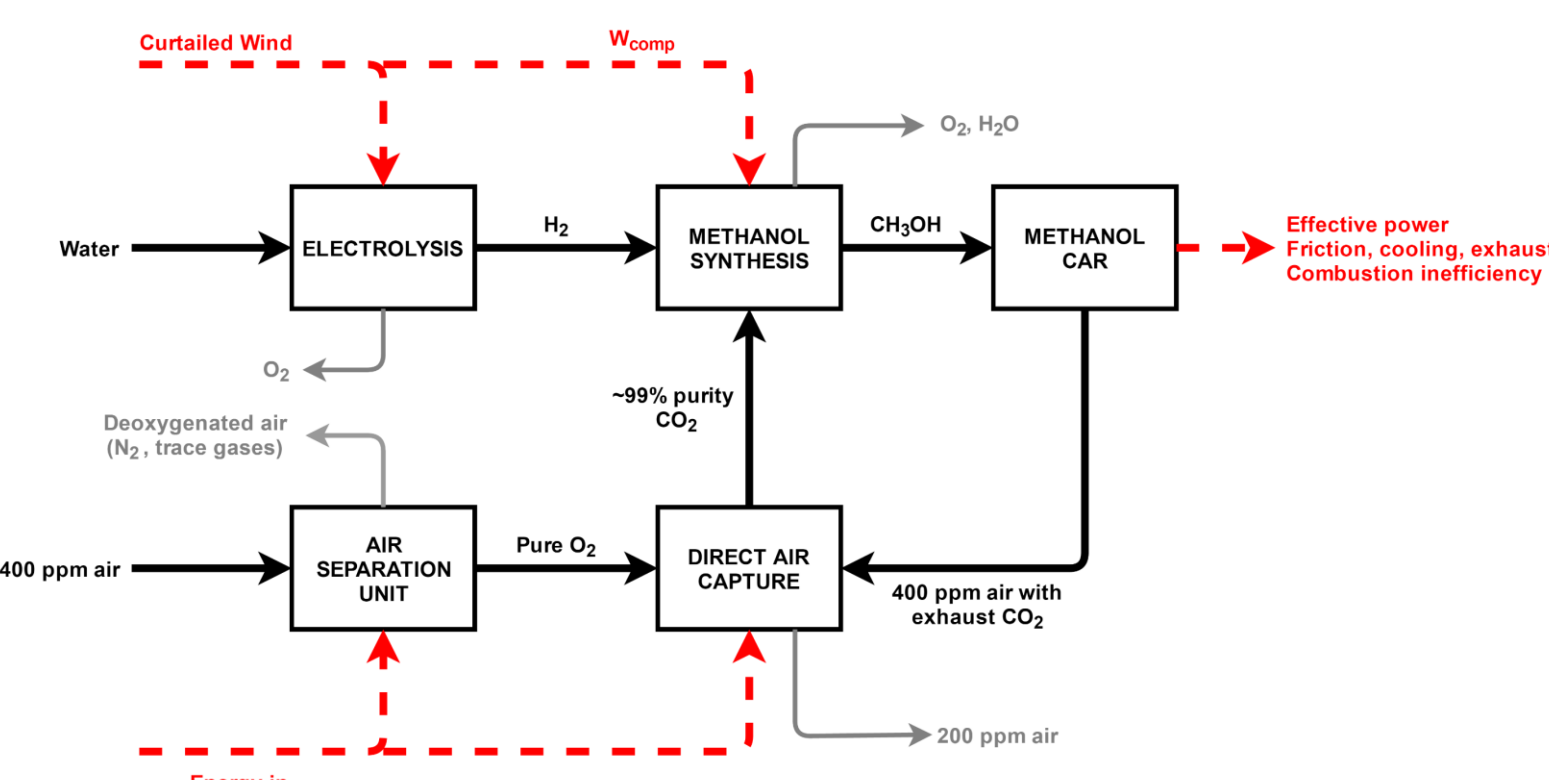 Curtailed Wind
Wcomp
O2, H2O
Water
ELECTROLYSIS
H2
METHANOL
SYNTHESIS
CH3OH
METHANOL
CAR
Effective power
Friction, cooling, exhaust
Combustion inefficiency
O2
~99% purity
CO2
Deoxygenated air
(N2 , trace gases)
400 ppm air
AIR
SEPARATION
UNIT
Pure O2
DIRECT AIR
CAPTURE
400 ppm air with
exhaust CO2
200 ppm air
Energy in